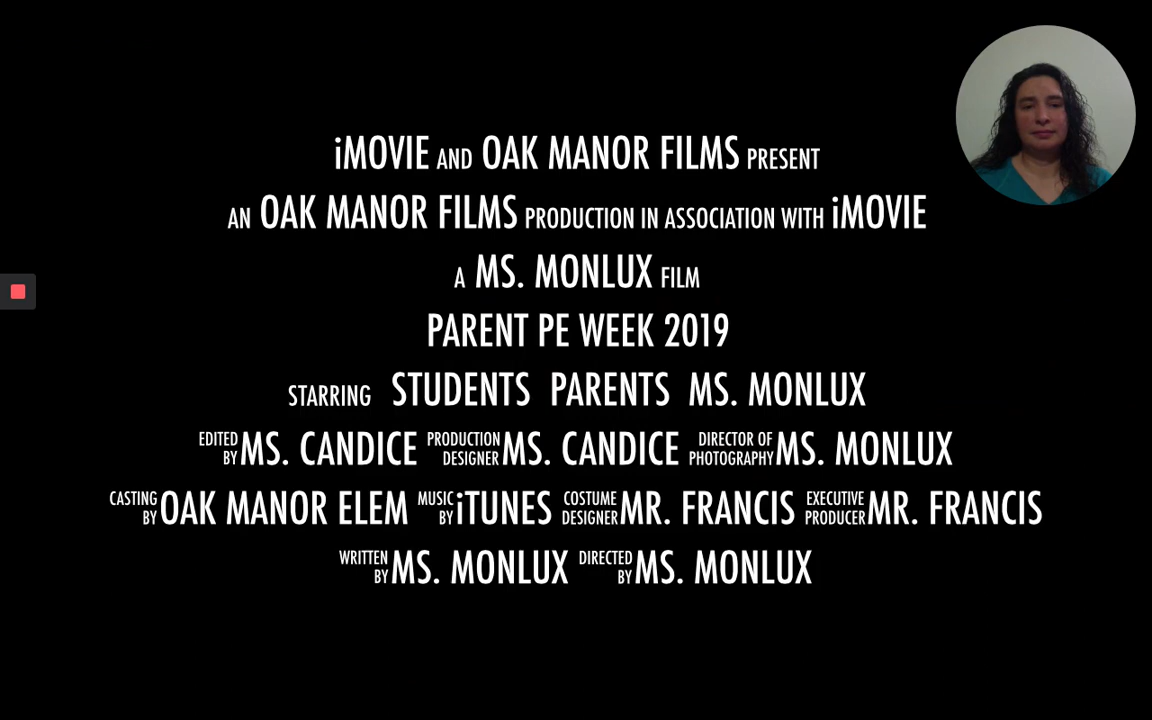 iMOVIE AND OAK MANOR FILMS PRESENT
AN OAK MANOR FILMS PRODUCTION IN ASSOCIATION WITH iMOVIE
A MS. MONLUX FILM
PARENT PE WEEK 2019
STARRING STUDENTS PARENTS MS. MONLUX
EDITED BY MS. CANDICE PRODUCTION DESIGNER MS. CANDICE DIRECTOR OF PHOTOGRAPHY MS. MONLUX
CASTING BY OAK MANOR ELEM MUSIC BY iTUNES COSTUME DESIGNER MR. FRANCIS EXECUTIVE PRODUCER MR. FRANCIS
WRITTEN BY MS. MONLUX DIRECTED BY MS. MONLUX